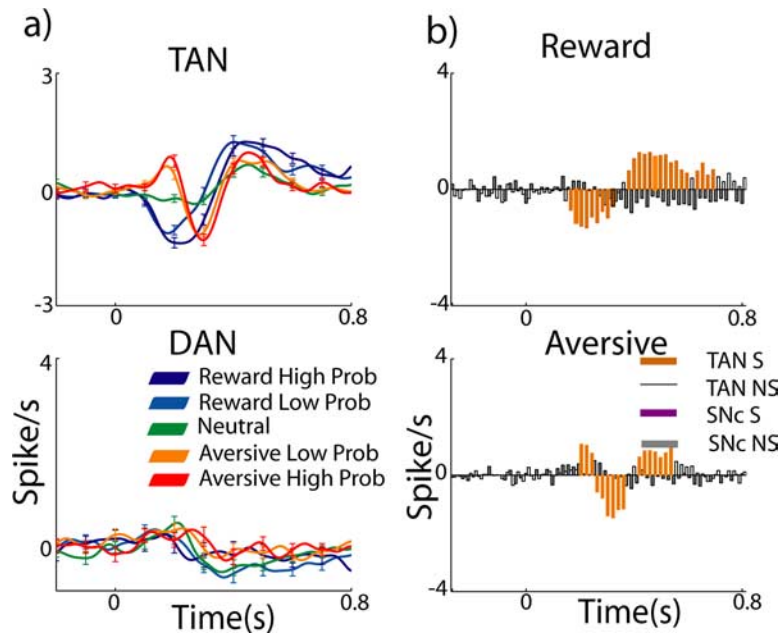 a)
TAN
3
0
-3
0
0.8
DAN
4
Reward High Prob
Reward Low Prob
Neutral
Aversive Low Prob
Aversive High Prob
Spike/s
0
0
0.8
Time(s)
b)
Reward
4
0
-4
0
0.8
Aversive
4
TAN S
TAN NS
SNc S
SNc NS
Spike/s
0
-4
0
0.8
Time(s)